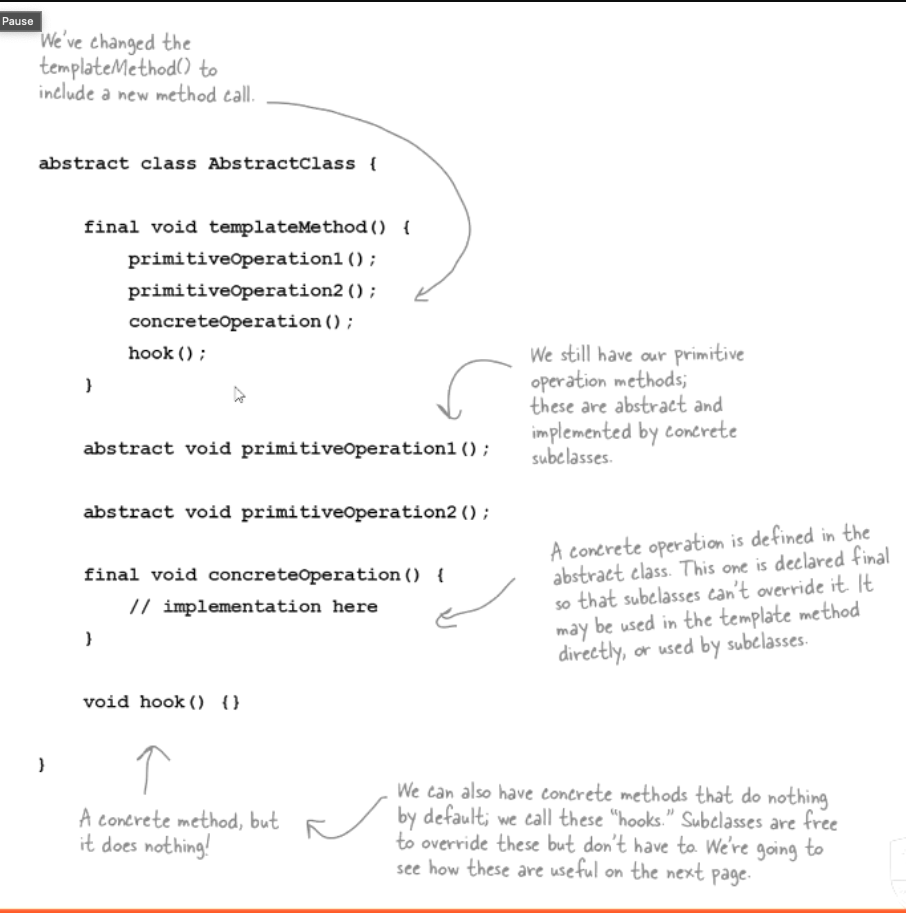 Pause
We've changed the
templateMethod() to
include a new method call.
abstract class AbstractClass {
final void templateMethod() {
primitiveOperation1();
primitiveOperation2();
concreteOperation();
hook();
}
We still have our primitive
operation methods;
these are abstract and
implemented by concrete
subclasses.
abstract void primitiveOperation1();
abstract void primitiveOperation2();
A concrete operation is defined in the
abstract class. This one is declared final
so that subclasses can't override it. It
may be used in the template method
directly, or used by subclasses.
final void concreteOperation() {
// implementation here
}
void hook() {}
}
A concrete method, but
it does nothing!
We can also have concrete methods that do nothing
by default; we call these "hooks." Subclasses are free
to override these but don't have to. We're going to
see how these are useful on the next page.